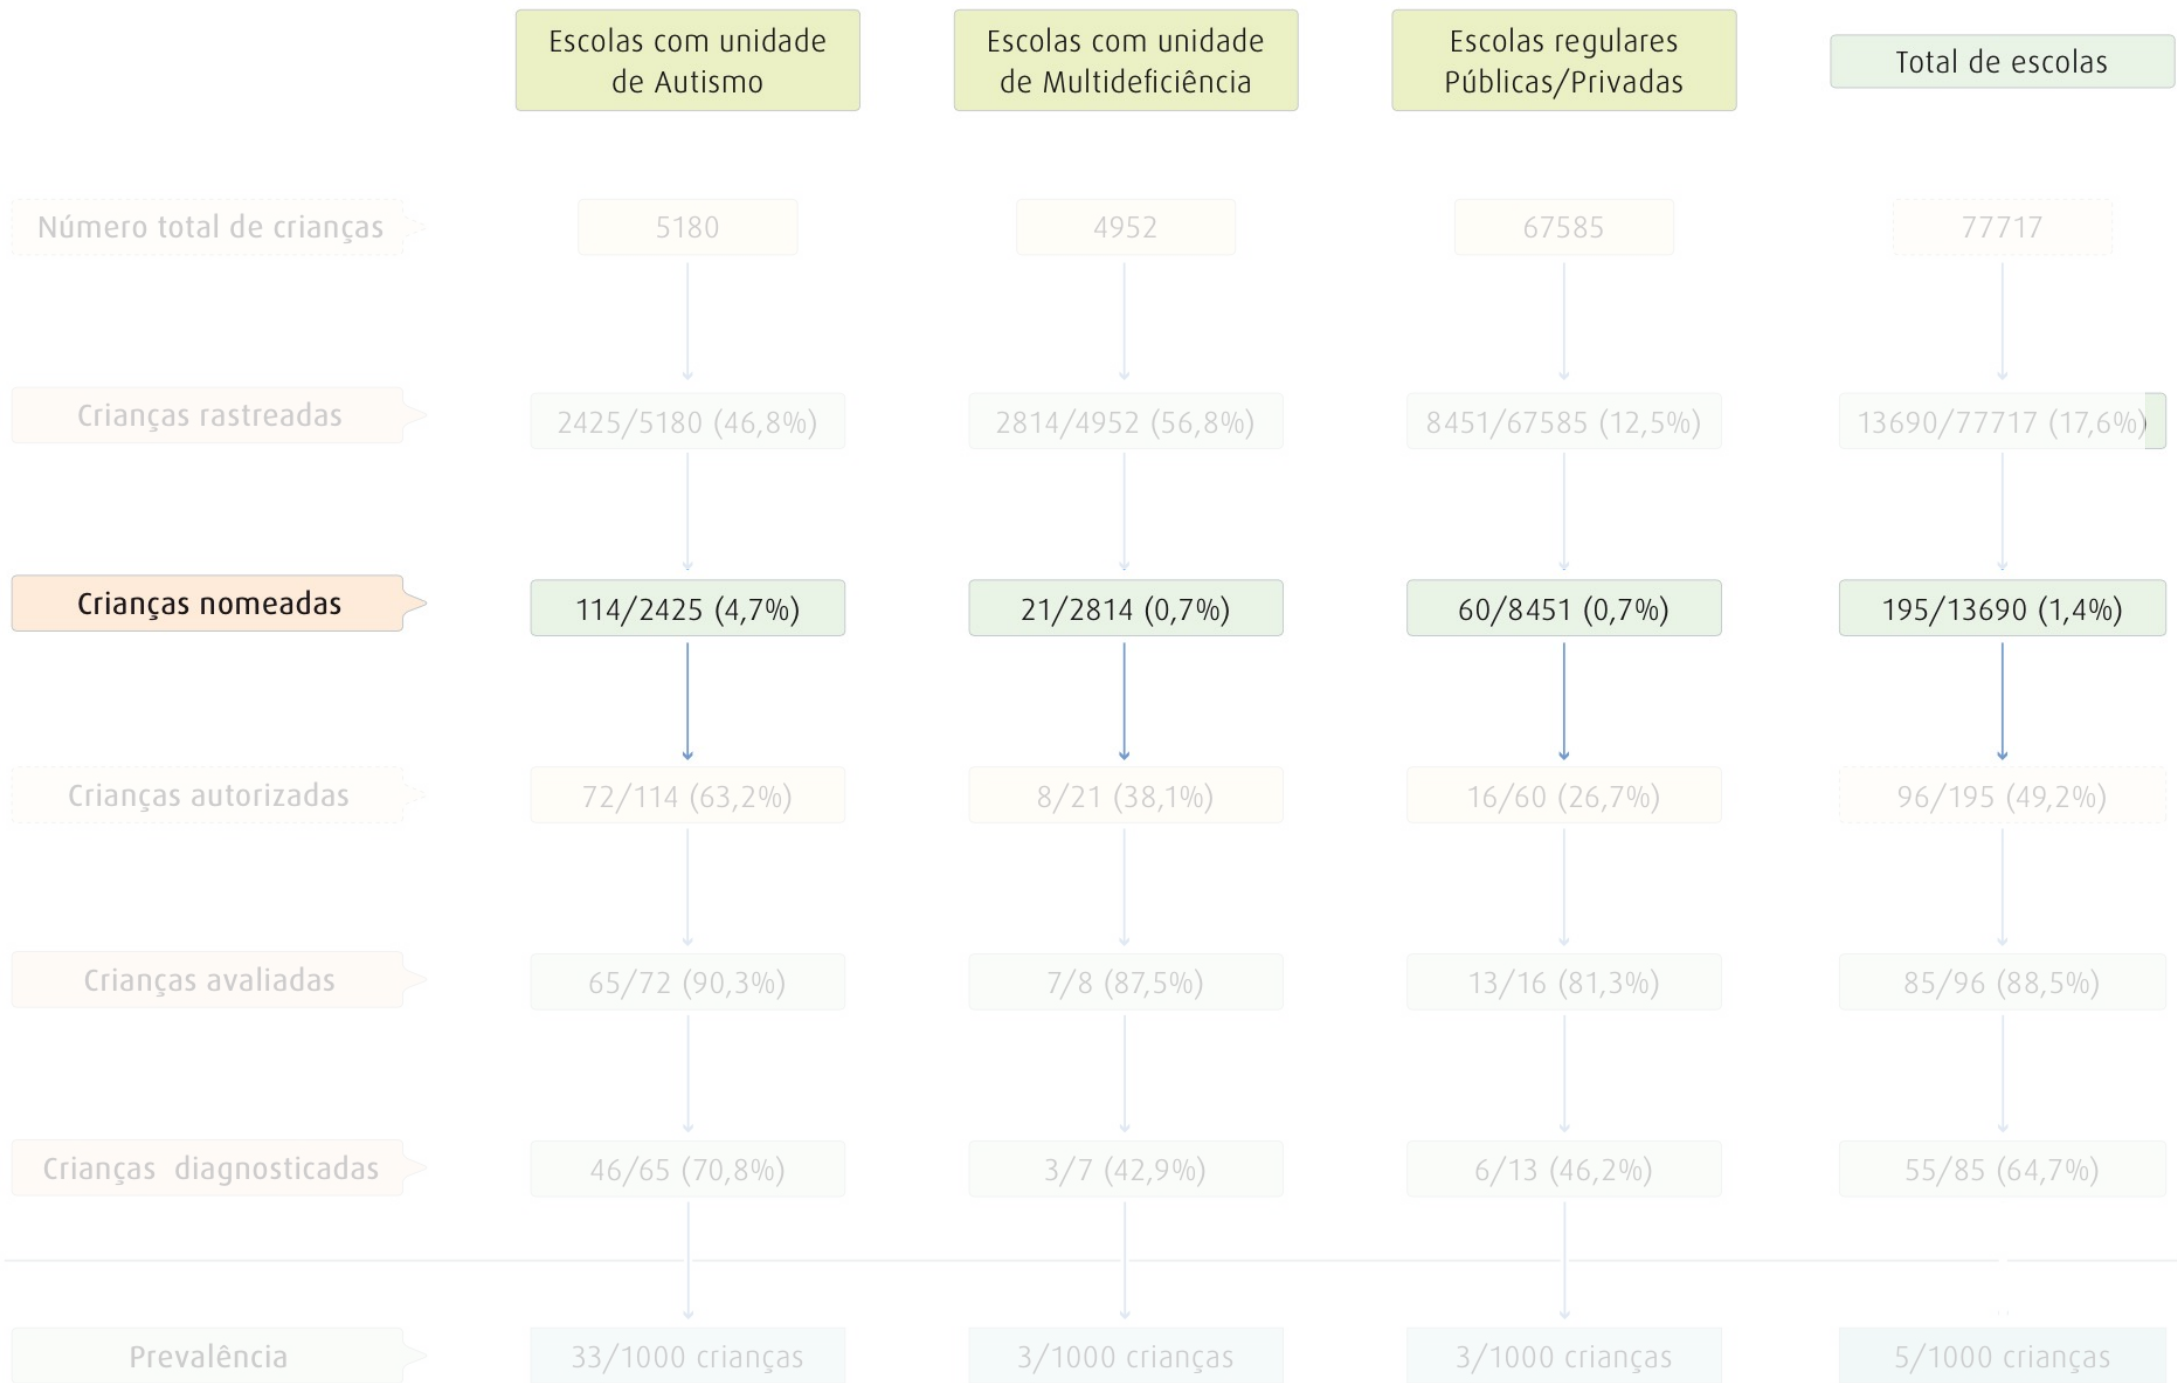 Escolas com unidade
de Autismo
Escolas com unidade
de Multideficiência
Escolas regulares
Públicas/Privadas
Total de escolas
Número total de crianças
5180
4952
67585
77717
Crianças rastreadas
2425/5180 (46,8%)
2814/4952 (56,8%)
8451/67585 (12,5%)
13690/77717 (17,6%)
Crianças nomeadas
114/2425 (4,7%)
21/2814 (0,7%)
60/8451 (0,7%)
195/13690 (1,4%)
Crianças autorizadas
72/114 (63,2%)
8/21 (38,1%)
16/60 (26,7%)
96/195 (49,2%)
Crianças avaliadas
65/72 (90,3%)
7/8 (87,5%)
13/16 (81,3%)
85/96 (88,5%)
Crianças  diagnosticadas
46/65 (70,8%)
3/7 (42,9%)
6/13 (46,2%)
55/85 (64,7%)
Prevalência
33/1000 crianças
3/1000 crianças
3/1000 crianças
5/1000 crianças